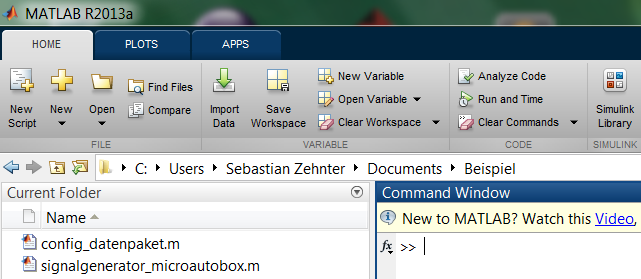 MATLAB R2013a
HOME PLOTS APPS
New Script
New
Open
Find Files
Compare
Import Data
Save Workspace
New Variable
Open Variable
Clear Workspace
Analyze Code
Run and Time
Clear Commands
Simulink Library
FILE VARIABLE CODE SIMULINK
C: Users Sebastian Zehnter Documents Beispiel
Current Folder
Name
config_datenpaket.m
signalgenerator_microautobox.m
Command Window
New to MATLAB? Watch this Video,
fx >>